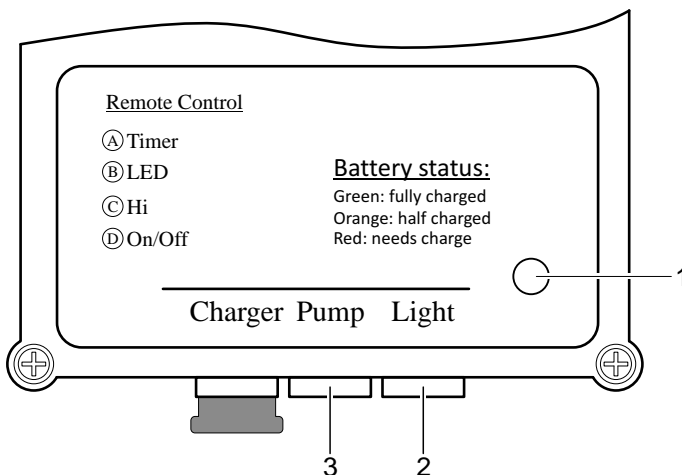 Remote Control
Ⓐ Timer
Ⓑ LED
Ⓒ Hi
Ⓓ On/Off
Battery status:
Green: fully charged
Orange: half charged
Red: needs charge
1
Charger Pump Light
3 2